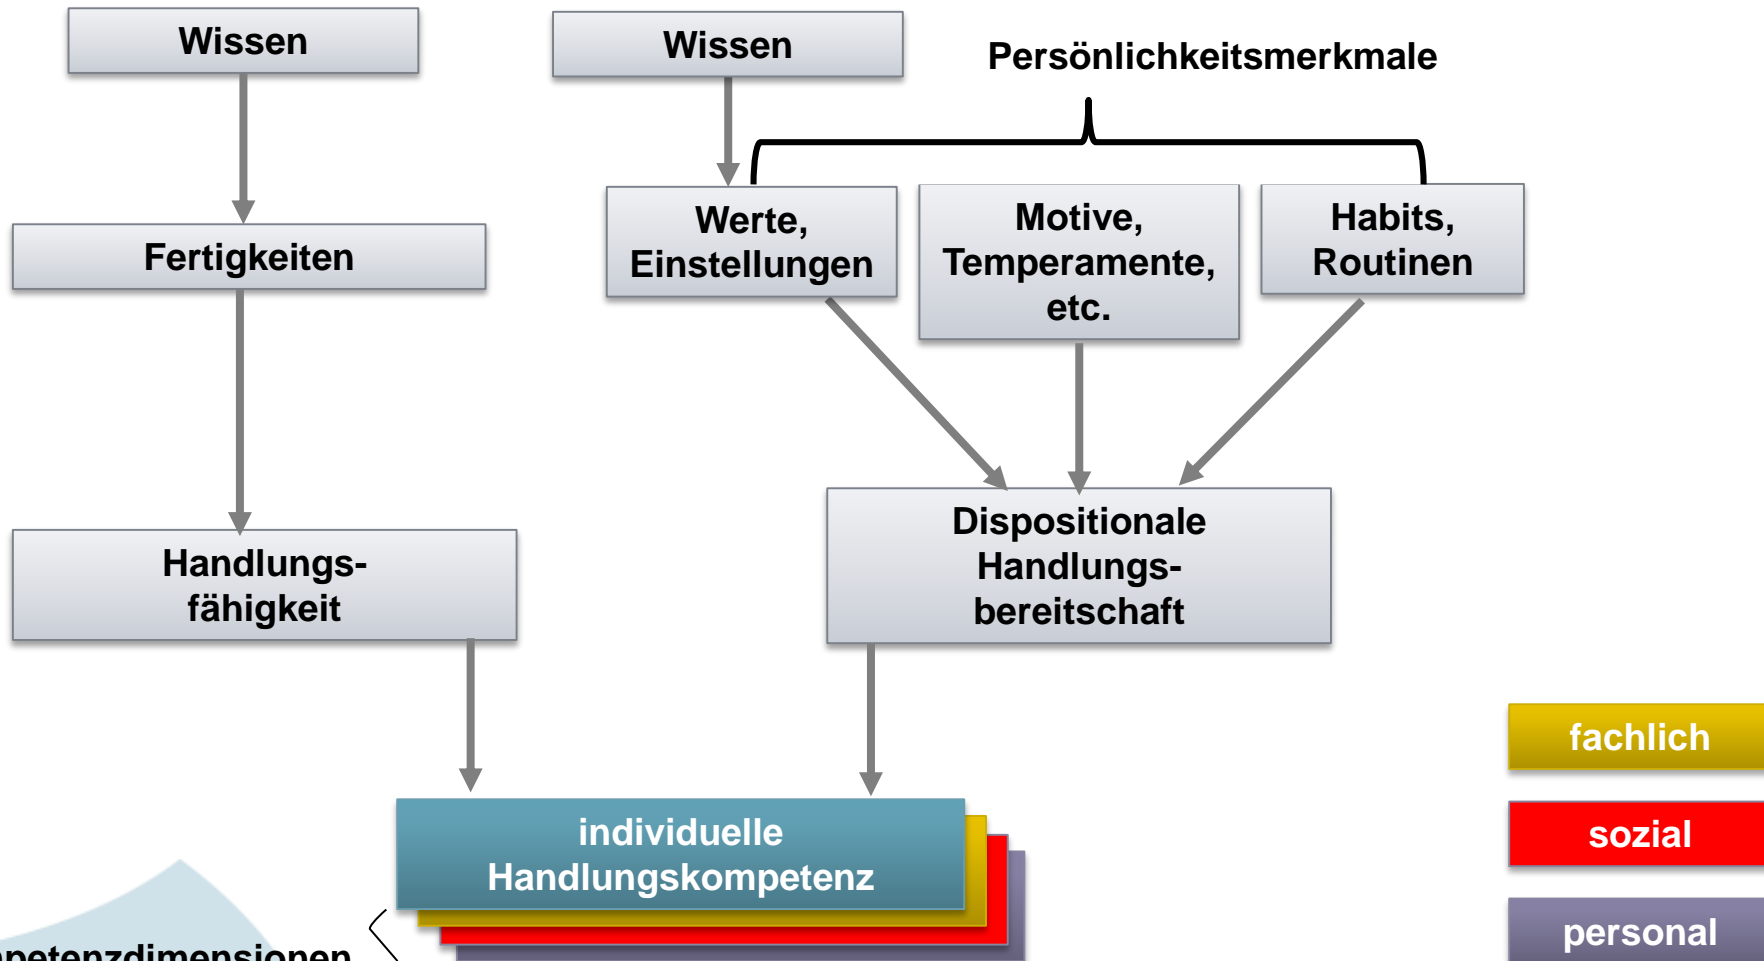 Wissen
Wissen
Persönlichkeitsmerkmale
Fertigkeiten
Werte,
Einstellungen
Motive,
Temperamente,
etc.
Habits,
Routinen
Handlungs-
fähigkeit
Dispositionale
Handlungs-
bereitschaft
fachlich
sozial
personal
individuelle
Handlungskompetenz
petenzdimensionen